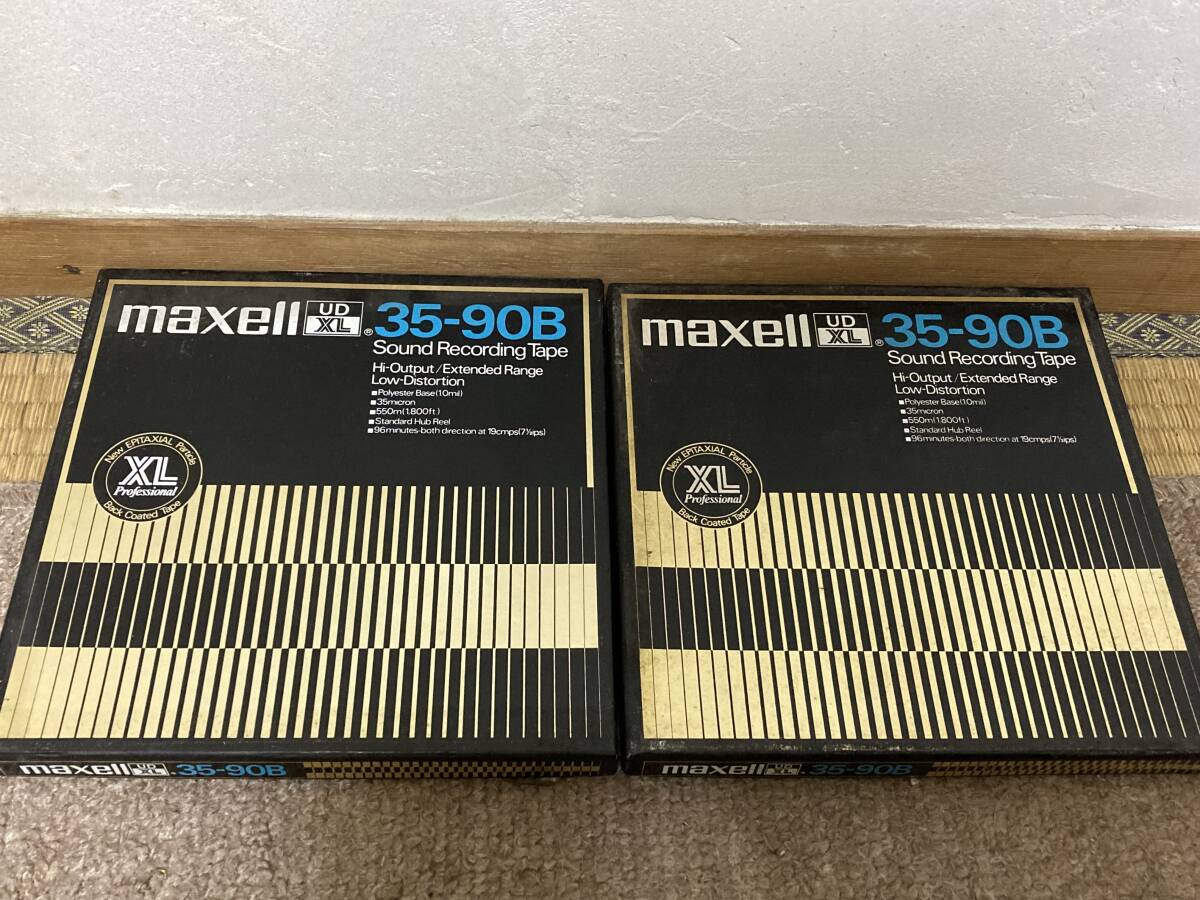 maxell UD XL ® 35-90B
Sound Recording Tape
Hi-Output/Extended Range
Low-Distortion
■Polyester Base(1.0mil)
■35micron
■550m(1,800ft.)
■Standard Hub Reel
■96minutes-both direction at 19cmps(7½ips)
New EPITAXIAL Particle
XL
Professional
Back Coated Tape
maxell UD XL 35-90B
maxell UD XL ® 35-90B
Sound Recording Tape
Hi-Output/Extended Range
Low-Distortion
■Polyester Base(1.0mil)
■35micron
■550m(1,800ft.)
■Standard Hub Reel
■96minutes-both direction at 19cmps(7½ips)
New EPITAXIAL Particle
XL
Professional
Back Coated Tape
maxell UD XL 35-90B